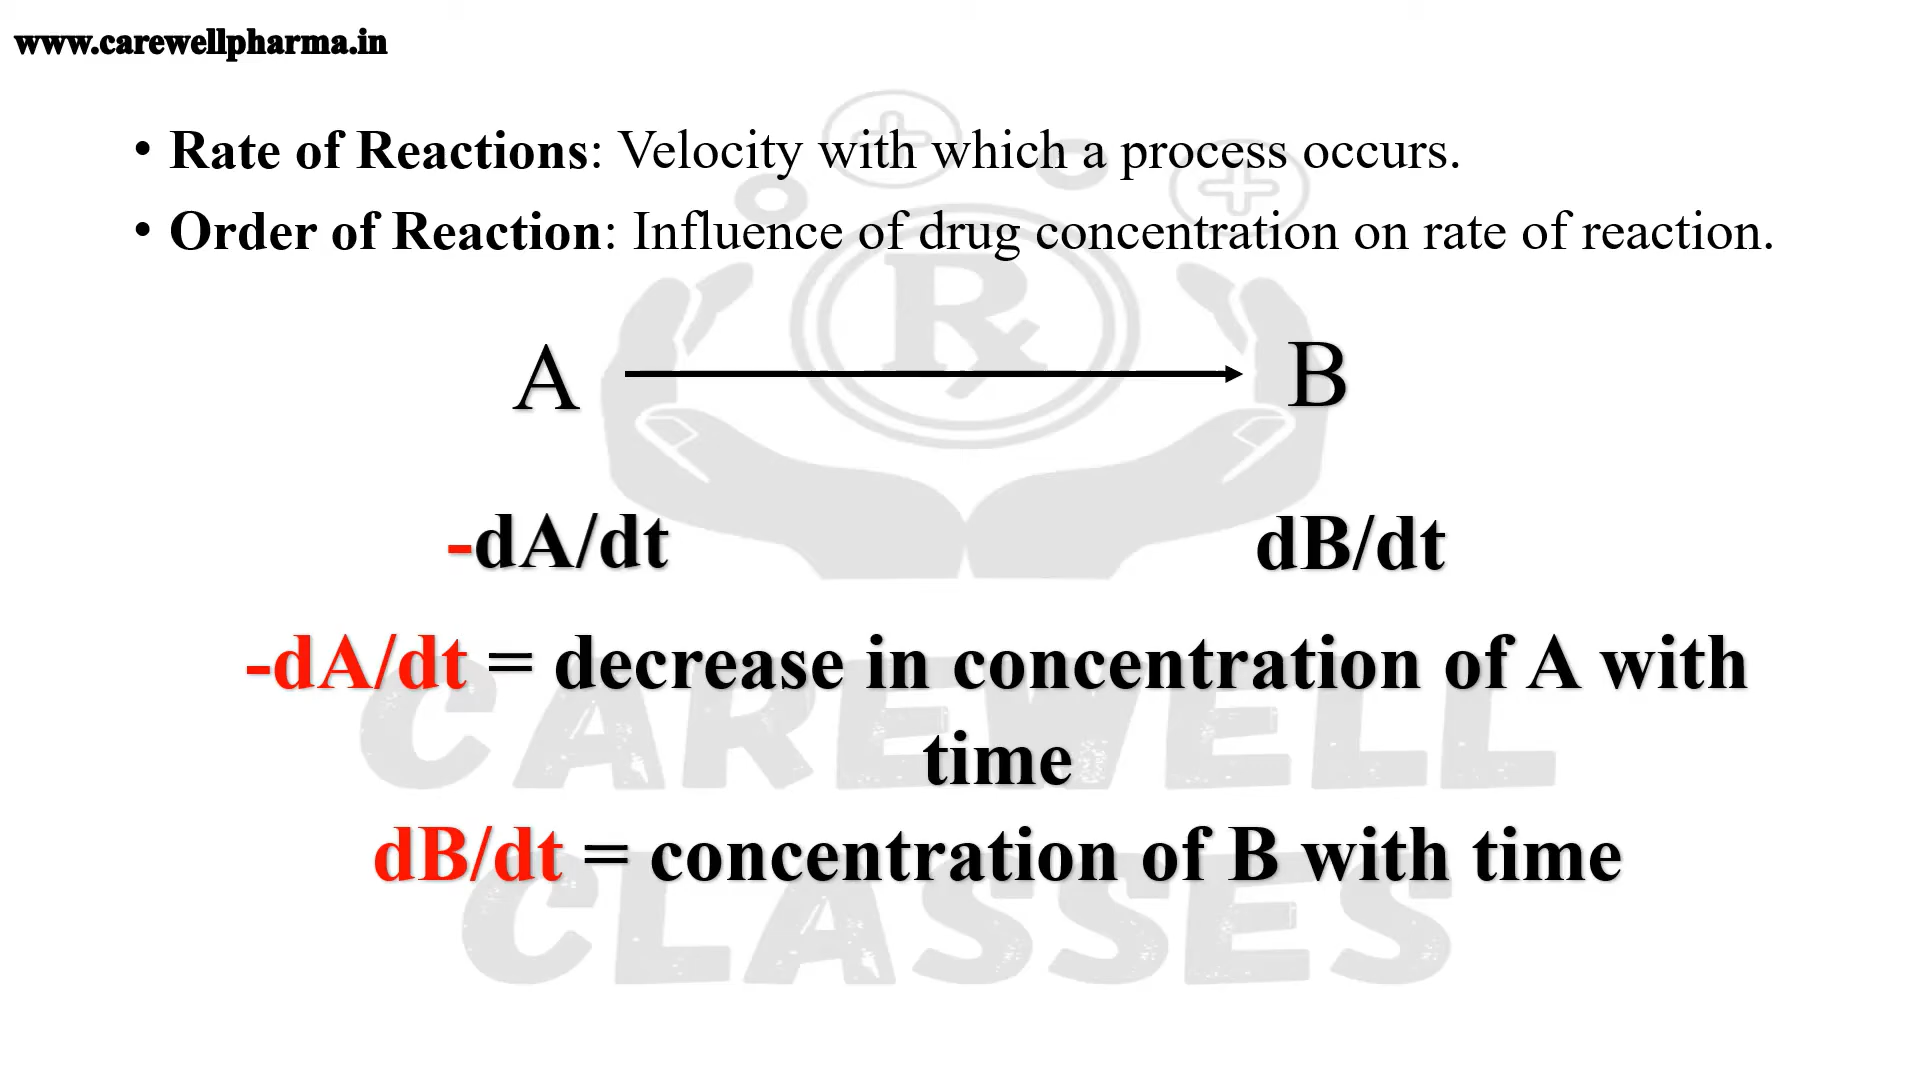 www.carewellpharma.in
• Rate of Reactions: Velocity with which a process occurs.
• Order of Reaction: Influence of drug concentration on rate of reaction.
A B
-dA/dt dB/dt
-dA/dt = decrease in concentration of A with
time
dB/dt = concentration of B with time
Rx
CAREWELL
CLASSES